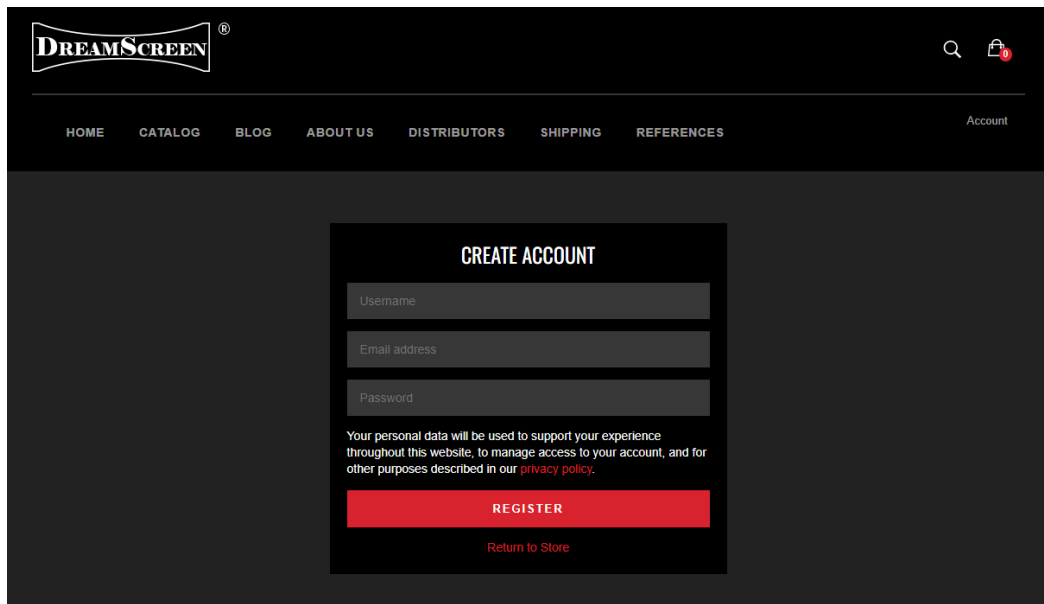 DREAMSCREEN ®
0
HOME CATALOG BLOG ABOUT US DISTRIBUTORS SHIPPING REFERENCES
Account
CREATE ACCOUNT
Username
Email address
Password
Your personal data will be used to support your experience
throughout this website, to manage access to your account, and for
other purposes described in our privacy policy.
REGISTER
Return to Store